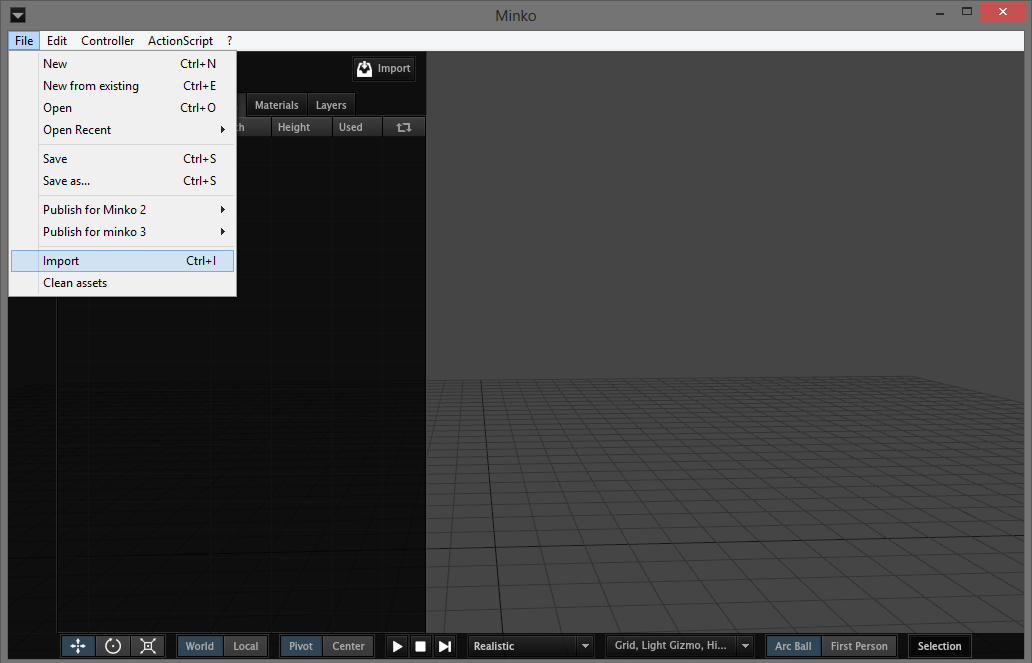 Minko
File Edit Controller ActionScript ?
New Ctrl+N
New from existing Ctrl+E
Open Ctrl+O
Open Recent
Save Ctrl+S
Save as... Ctrl+S
Publish for Minko 2
Publish for minko 3
Import Ctrl+I
Clean assets
Import
Materials Layers
th Height Used
World Local Pivot Center Realistic Grid, Light Gizmo, Hi... Arc Ball First Person Selection